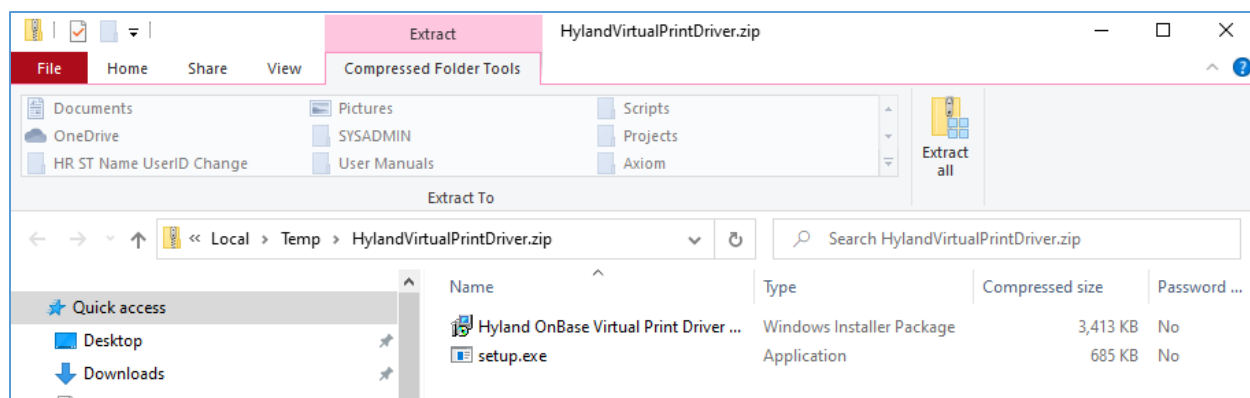 Extract HylandVirtualPrintDriver.zip
File Home Share View Compressed Folder Tools
Documents Pictures Scripts
OneDrive SYSADMIN Projects
HR ST Name UserID Change User Manuals Axiom
Extract all
Extract To
« Local > Temp > HylandVirtualPrintDriver.zip Search HylandVirtualPrintDriver.zip
Name Type Compressed size Password ...
Quick access
Hyland OnBase Virtual Print Driver ... Windows Installer Package 3,413 KB No
Desktop
setup.exe Application 685 KB No
Downloads